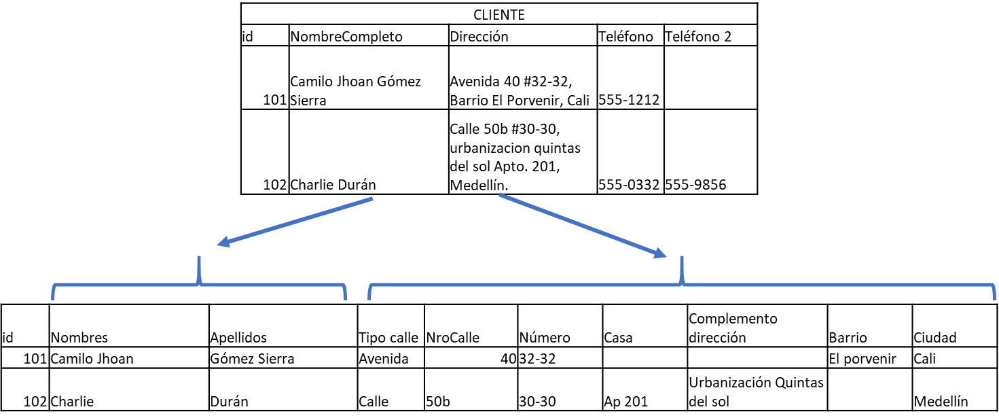 CLIENTE
id NombreCompleto Dirección Teléfono Teléfono 2
Camilo Jhoan Gómez Avenida 40 #32-32,
101 Sierra Barrio El Porvenir, Cali 555-1212
Calle 50b #30-30,
urbanizacion quintas
del sol Apto. 201,
102 Charlie Durán Medellín. 555-0332 555-9856
Complemento
id Nombres Apellidos Tipo calle NroCalle Número Casa dirección Barrio Ciudad
101 Camilo Jhoan Gómez Sierra Avenida 40 32-32 El porvenir Cali
Urbanización Quintas
102 Charlie Durán Calle 50b 30-30 Ap 201 del sol Medellín